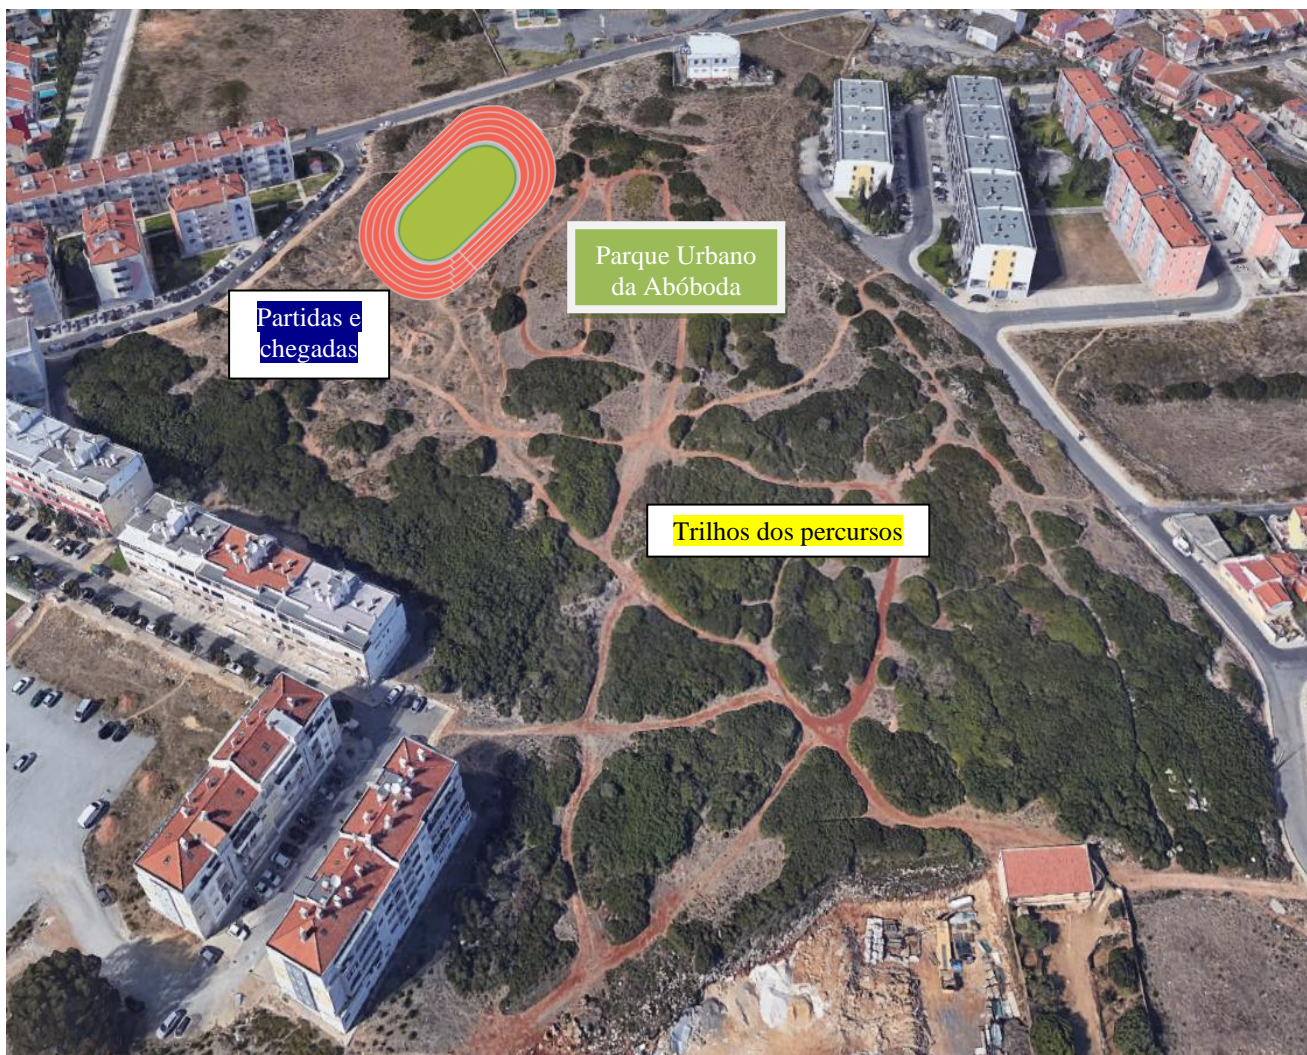 Parque Urbano
da Abóboda
Partidas e
chegadas
Trilhos dos percursos